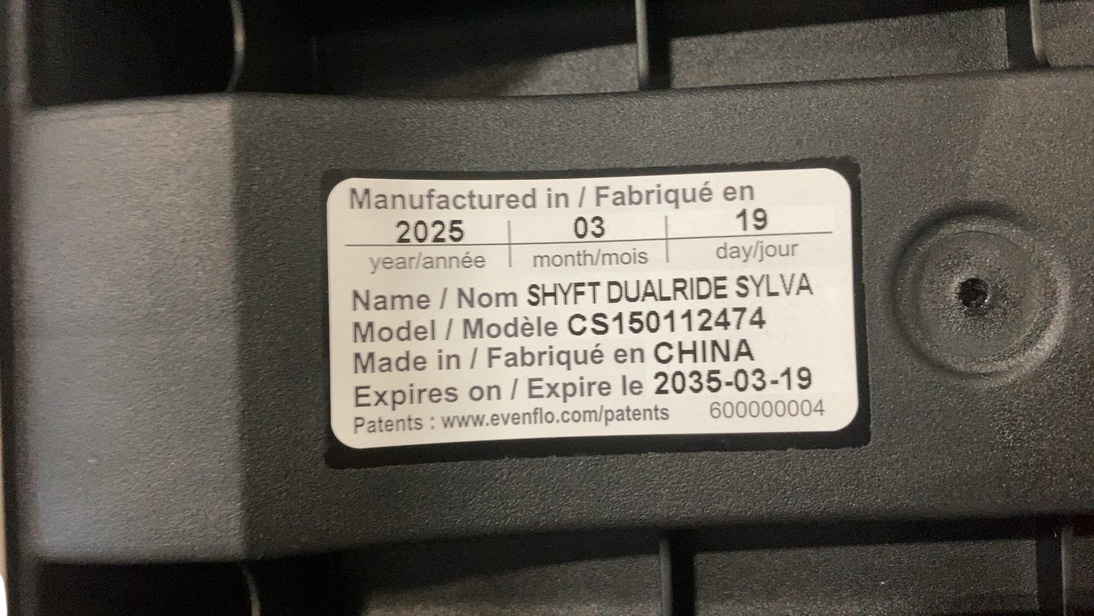 Manufactured in / Fabriqué en
2025 03 19
year/année month/mois day/jour
Name / Nom SHYFT DUALRIDE SYLVA
Model / Modèle CS150112474
Made in / Fabriqué en CHINA
Expires on / Expire le 2035-03-19
Patents : www.evenflo.com/patents 600000004